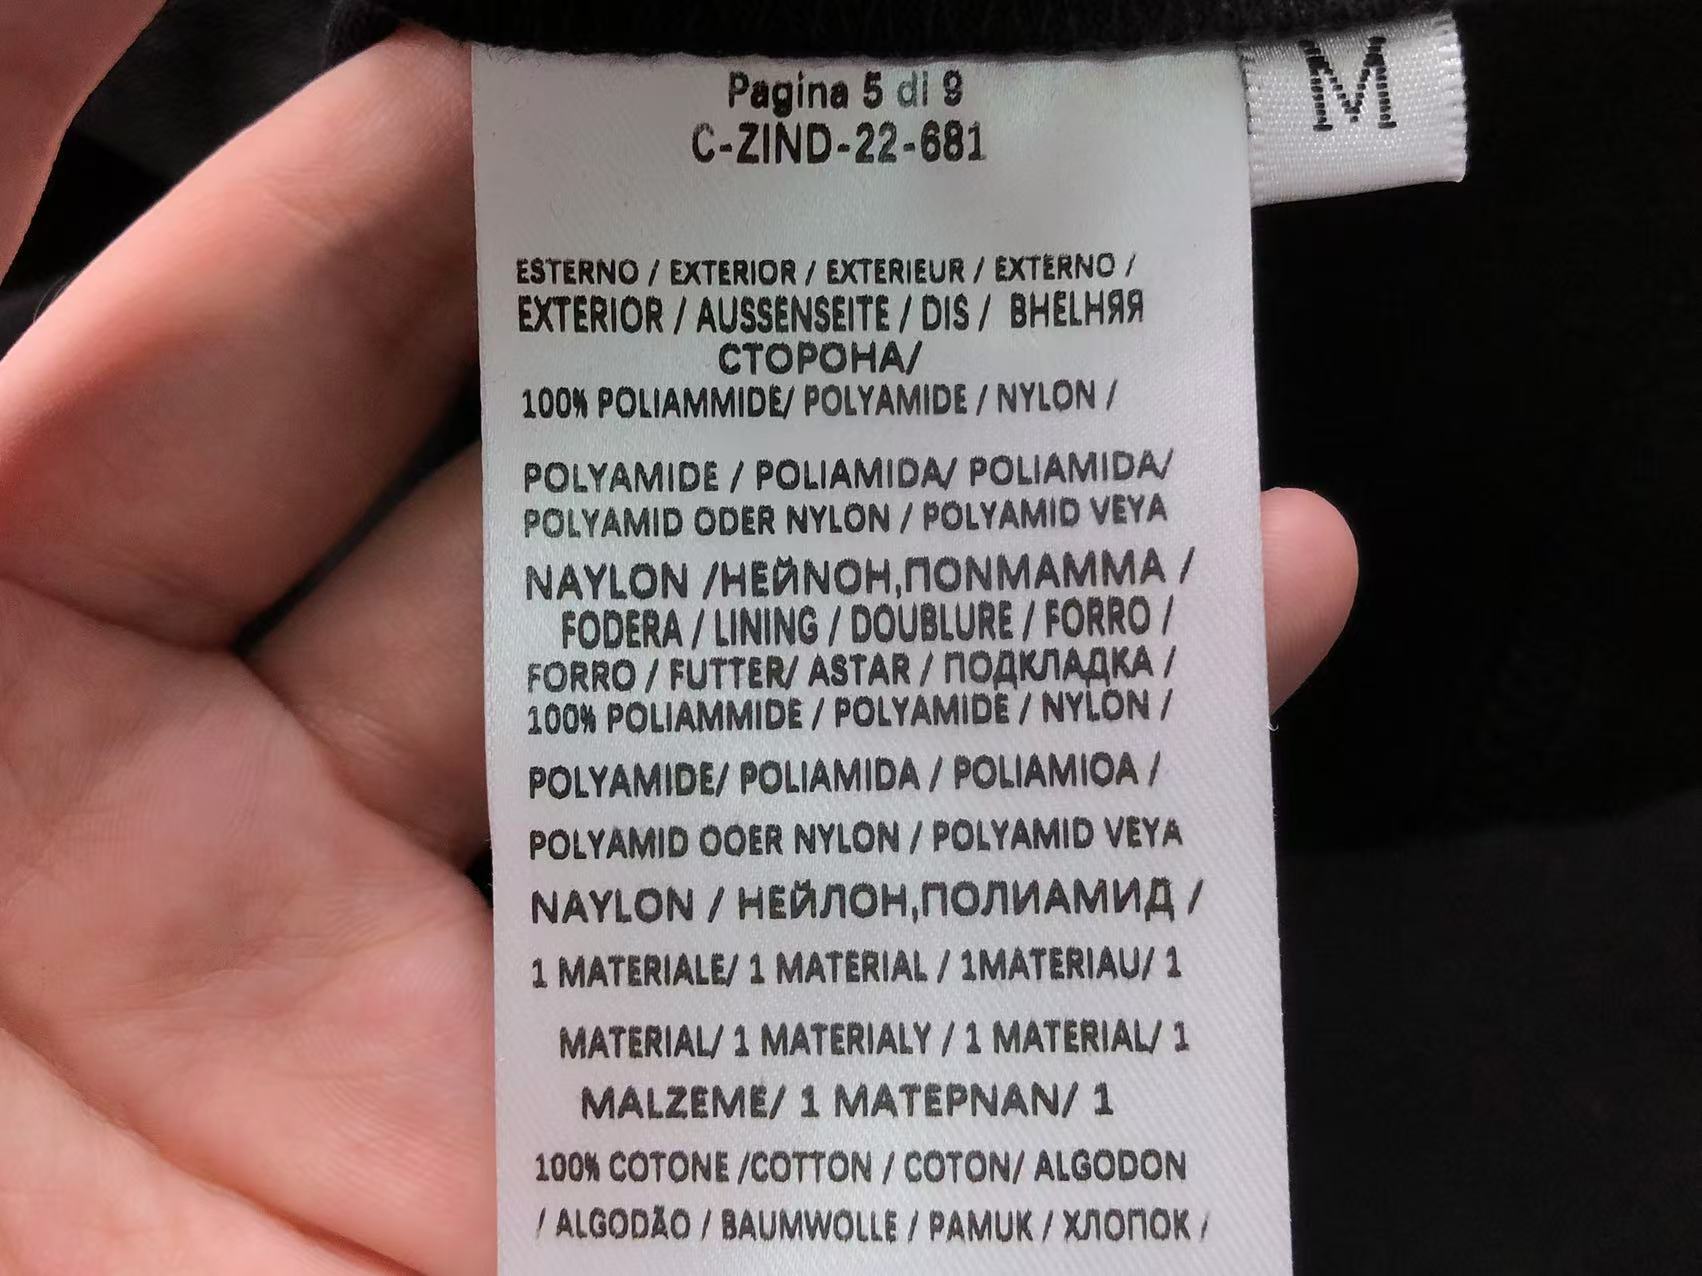 Pagina 5 di 9
C-ZIND-22-681
M
ESTERNO / EXTERIOR / EXTERIEUR / EXTERNO /
EXTERIOR / AUSSENSEITE / DIS / ВНЕLНЯЯ
СТОРОНА/
100% POLIAMMIDE/ POLYAMIDE / NYLON /
POLYAMIDE / POLIAMIDA/ POLIAMIDA/
POLYAMID ODER NYLON / POLYAMID VEYA
NAYLON /НЕЙNОН,ПОNМАММА /
FODERA / LINING / DOUBLURE / FORRO /
FORRO / FUTTER/ ASTAR / ПОДКЛАДКА /
100% POLIAMMIDE / POLYAMIDE / NYLON /
POLYAMIDE/ POLIAMIDA / POLIAMIOA /
POLYAMID OOER NYLON / POLYAMID VEYA
NAYLON / НЕЙЛОН,ПОЛИАМИД /
1 MATERIALE/ 1 MATERIAL / 1MATERIAU/ 1
MATERIAL/ 1 MATERIALY / 1 MATERIAL/ 1
MALZEME/ 1 MATEPNAN/ 1
100% COTONE /COTTON / COTON/ ALGODON
/ ALGODÃO / BAUMWOLLE / PAMUK / ХЛОПОК /